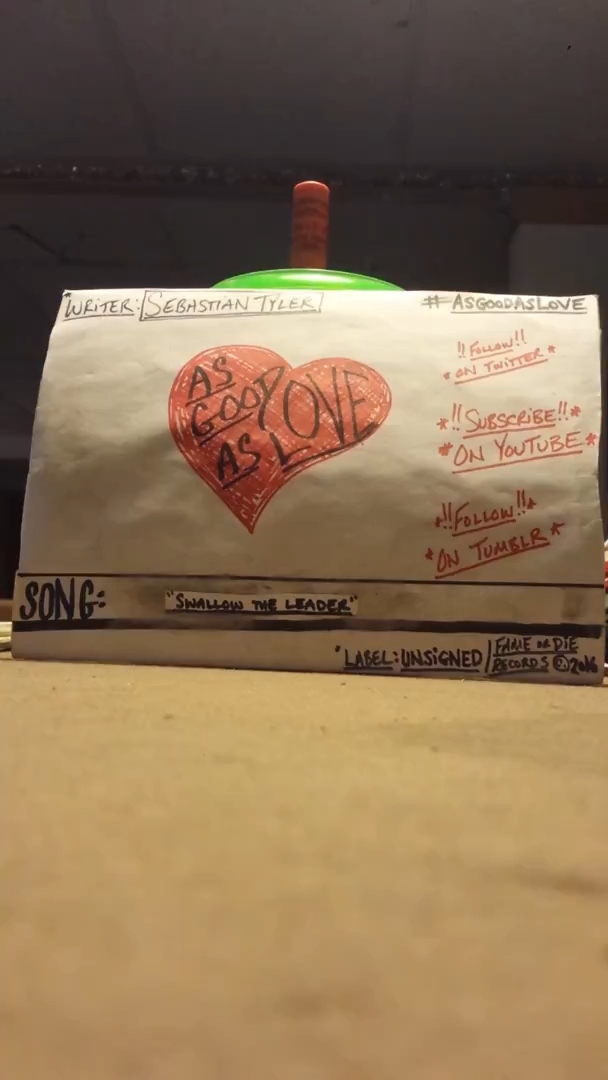 *WRITER: SEBASTIAN TYLER
#ASGOODASLOVE
AS
GOOD
AS LOVE
!!FOLLOW!!
*ON TWITTER*
*!!SUBSCRIBE!!*
*ON YOUTUBE*
*!!FOLLOW!!*
*ON TUMBLR*
SONG:
"SWALLOW THE LEADER"
*LABEL: UNSIGNED / FAME OR DIE
RECORDS ©2016